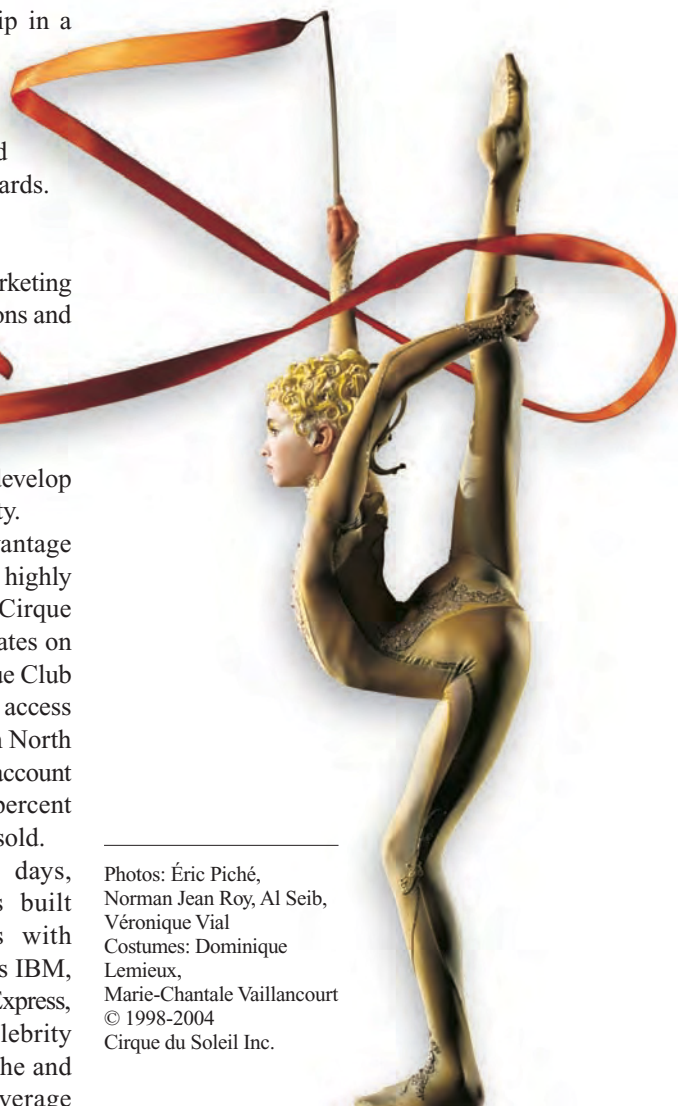 ip in a
d
ards.
rketing
ons and
develop
ty.
vantage
highly
Cirque
ates on
ue Club
access
n North
account
percent
sold.
days,
s built
s with
s IBM,
Express,
lebrity
he and
verage
Photos: Éric Piché,
Norman Jean Roy, Al Seib,
Véronique Vial
Costumes: Dominique
Lemieux,
Marie-Chantale Vaillancourt
© 1998-2004
Cirque du Soleil Inc.